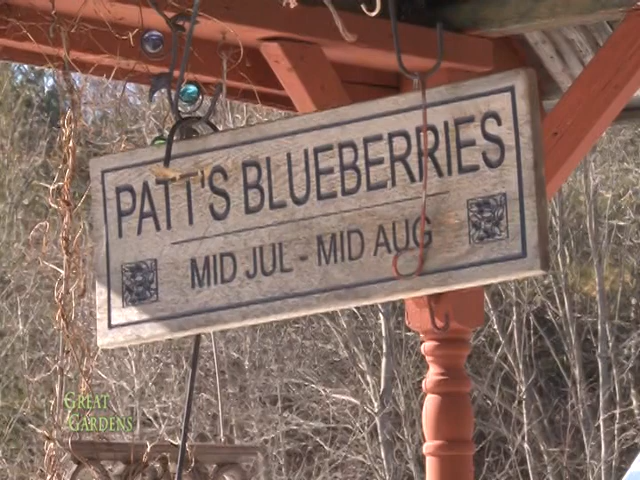 PATT'S BLUEBERRIES
MID JUL - MID AUG
GREAT
GARDENS